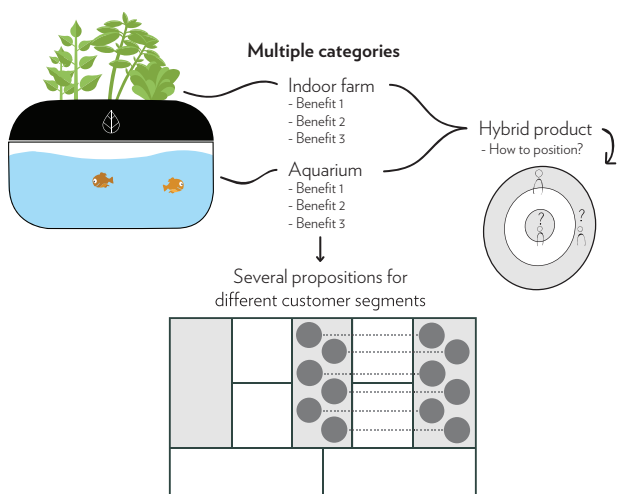 Multiple categories
Indoor farm
- Benefit 1
- Benefit 2
- Benefit 3
Aquarium
- Benefit 1
- Benefit 2
- Benefit 3
Hybrid product
- How to position?
?
?
Several propositions for
different customer segments